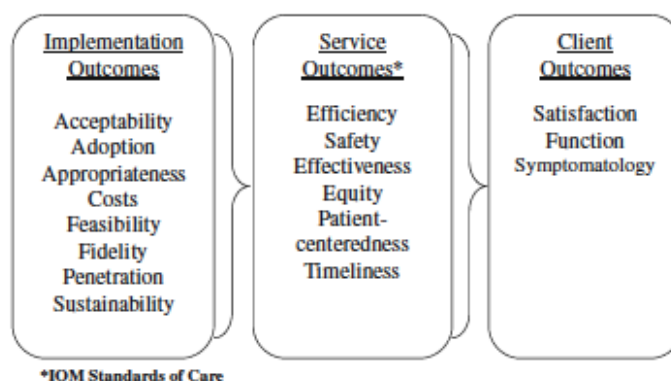 Implementation
Outcomes
Acceptability
Adoption
Appropriateness
Costs
Feasibility
Fidelity
Penetration
Sustainability
Service
Outcomes*
Efficiency
Safety
Effectiveness
Equity
Patient-
centeredness
Timeliness
Client
Outcomes
Satisfaction
Function
Symptomatology
*IOM Standards of Care